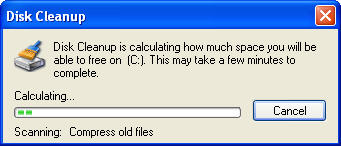 Disk Cleanup
Disk Cleanup is calculating how much space you will be
able to free on  (C:). This may take a few minutes to
complete.
Calculating...
Cancel
Scanning:   Compress old files